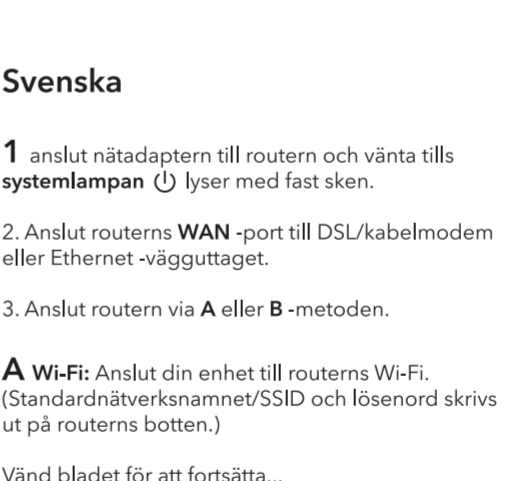 Svenska
1 anslut nätadaptern till routern och vänta tills
systemlampan ⏻ lyser med fast sken.
2. Anslut routerns WAN -port till DSL/kabelmodem
eller Ethernet -vägguttaget.
3. Anslut routern via A eller B -metoden.
A Wi-Fi: Anslut din enhet till routerns Wi-Fi.
(Standardnätverksnamnet/SSID och lösenord skrivs
ut på routerns botten.)
Vänd bladet för att fortsätta...